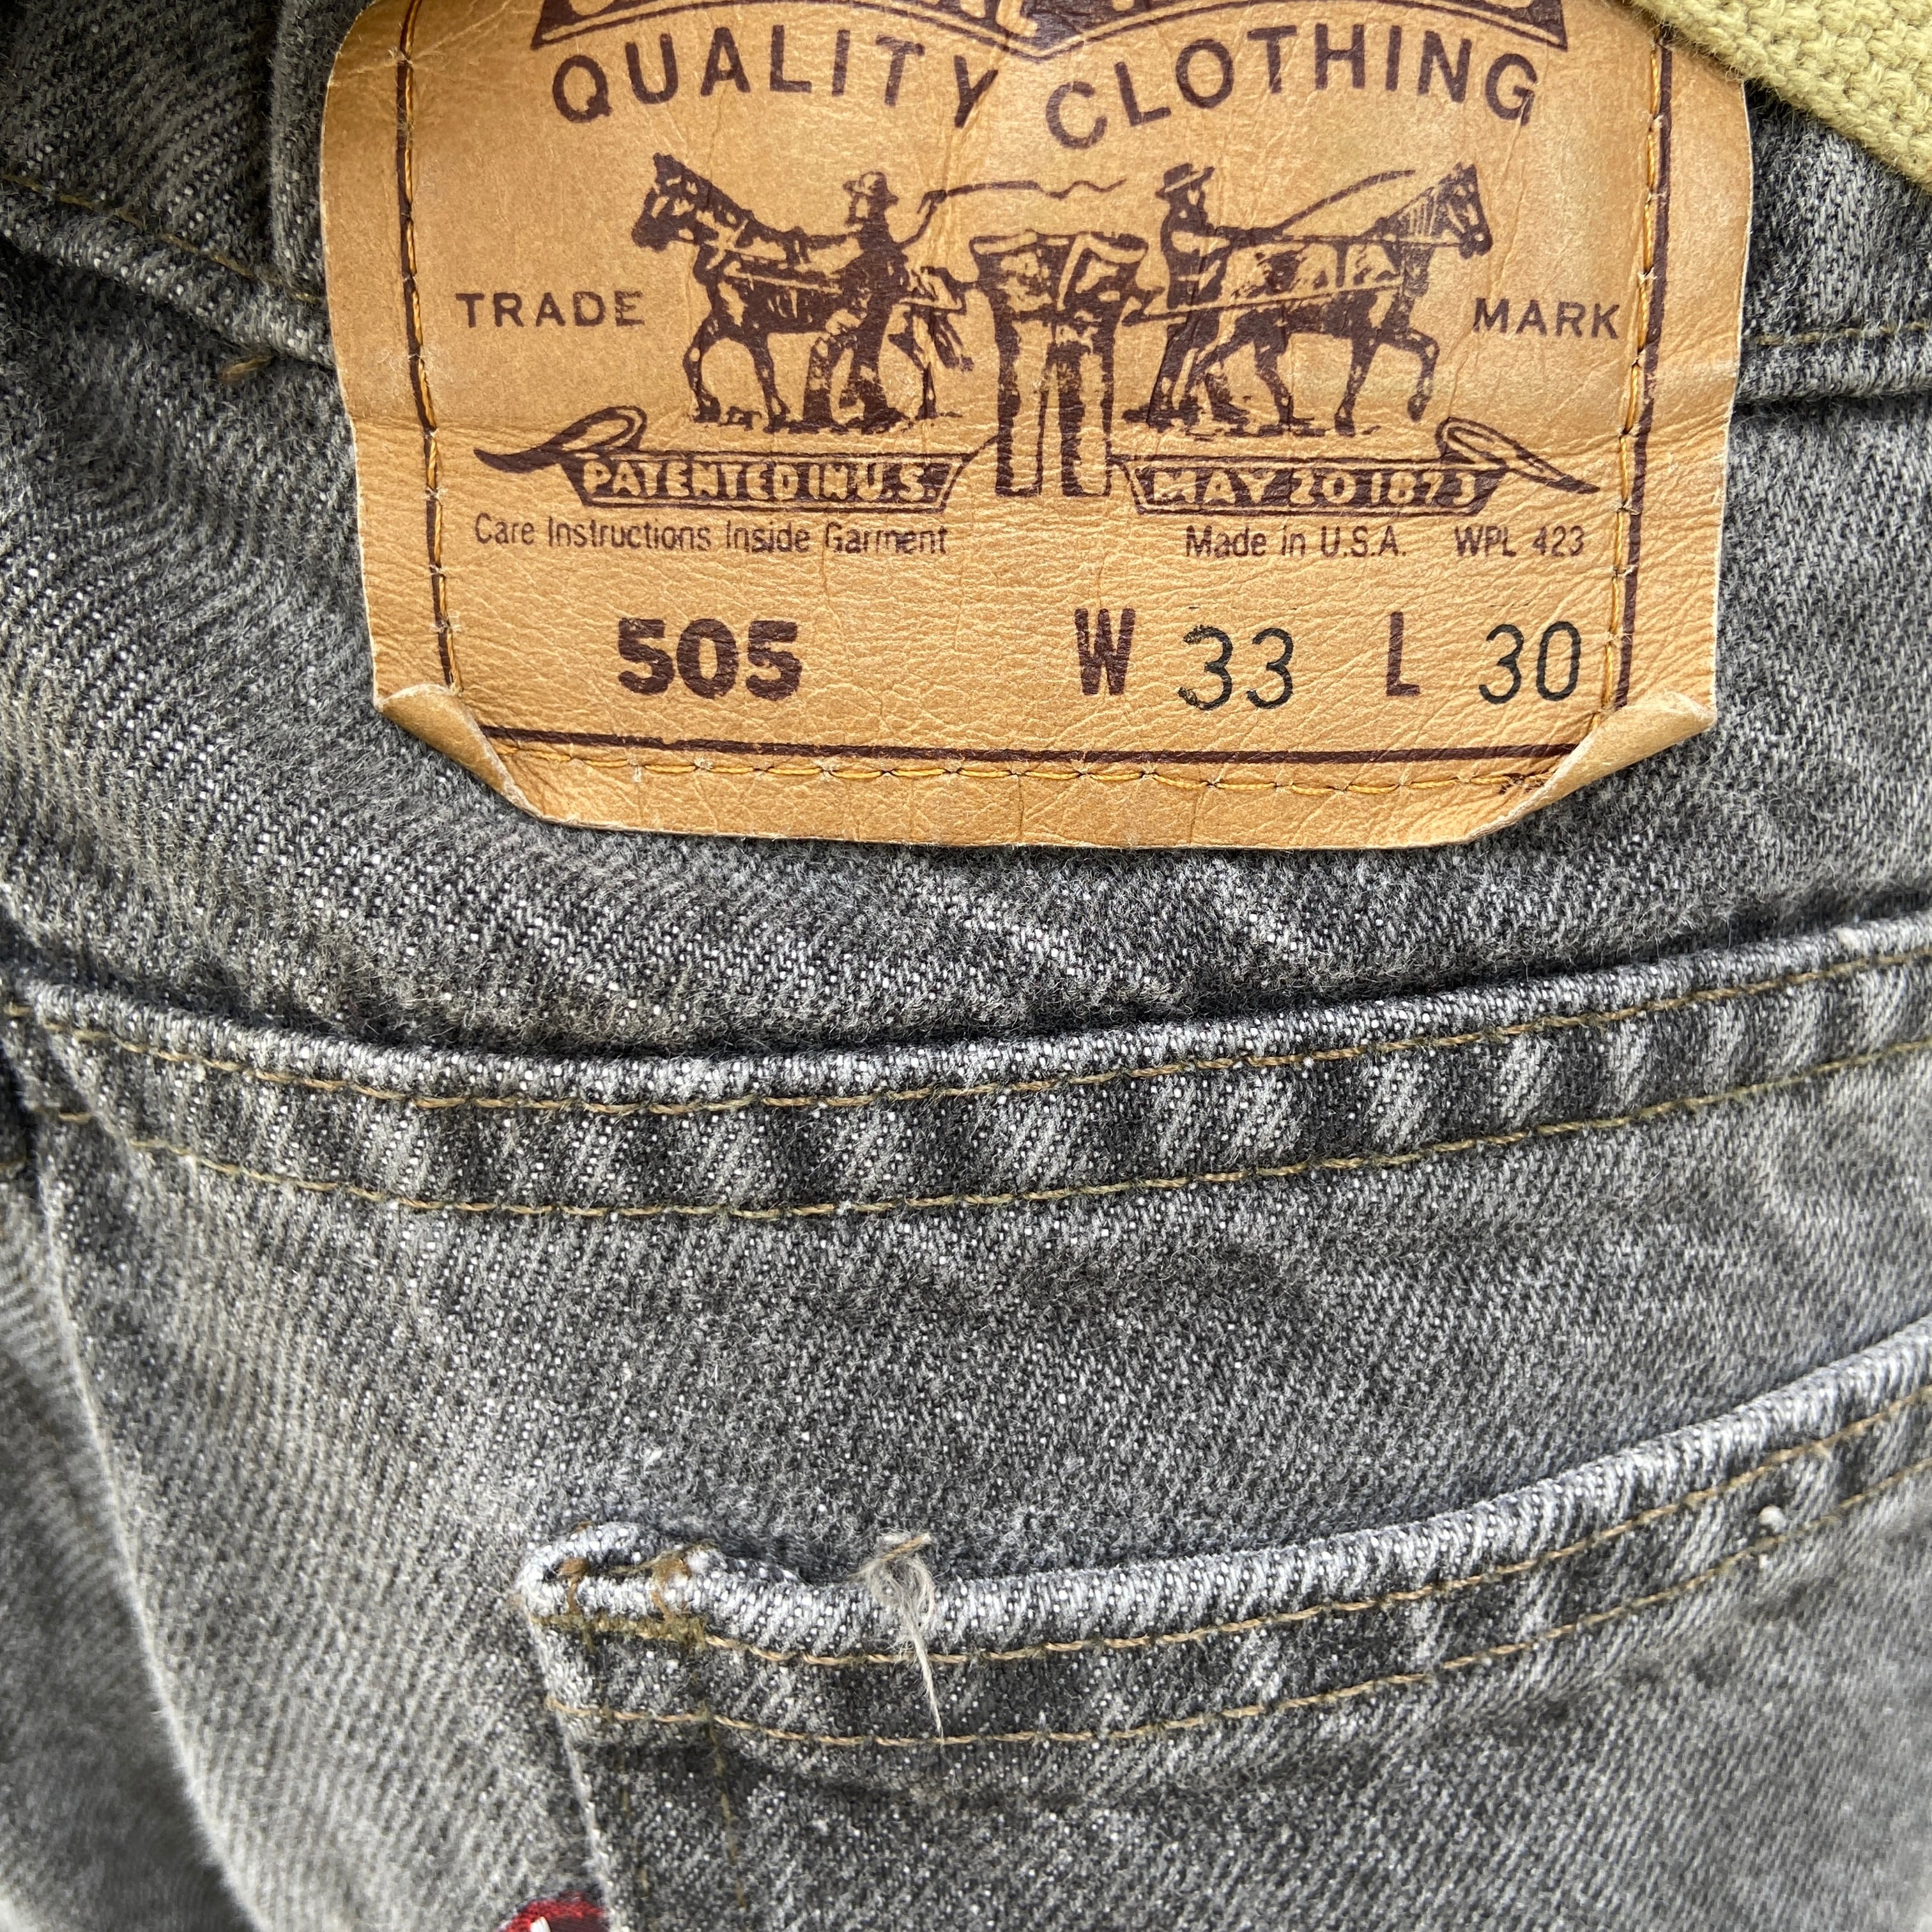 QUALITY CLOTHING
TRADE MARK
PATENTED IN U.S. MAY 20 1873
Care Instructions Inside Garment Made in U.S.A. WPL 423
505 W 33 L 30